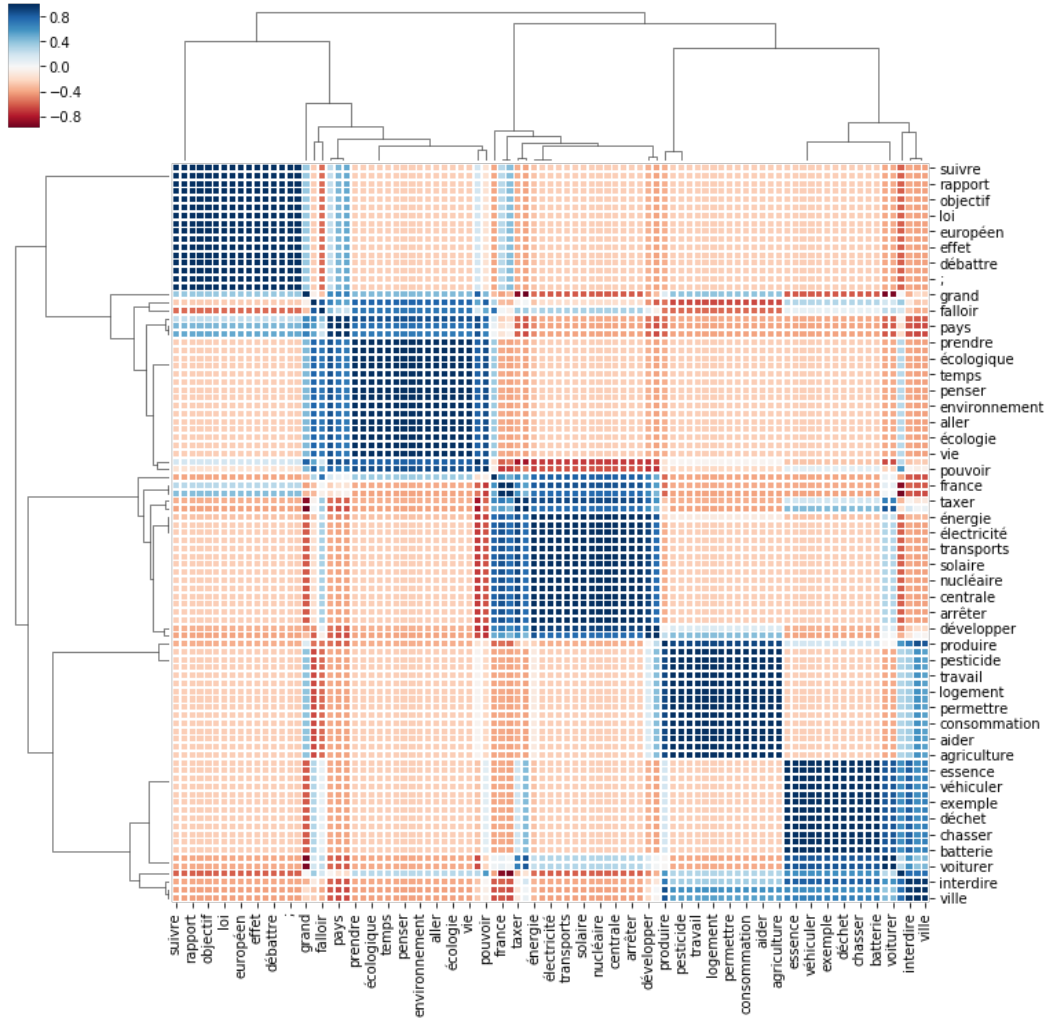 0.8
0.4
0.0
−0.4
−0.8
suivre
rapport
objectif
loi
européen
effet
débattre
;
grand
falloir
pays
prendre
écologique
temps
penser
environnement
aller
écologie
vie
pouvoir
france
taxer
énergie
électricité
transports
solaire
nucléaire
centrale
arrêter
développer
produire
pesticide
travail
logement
permettre
consommation
aider
agriculture
essence
véhiculer
exemple
déchet
chasser
batterie
voiturer
interdire
ville
suivre
rapport
objectif
loi
européen
effet
débattre
;
grand
falloir
pays
prendre
écologique
temps
penser
environnement
aller
écologie
vie
pouvoir
france
taxer
énergie
électricité
transports
solaire
nucléaire
centrale
arrêter
développer
produire
pesticide
travail
logement
permettre
consommation
aider
agriculture
essence
véhiculer
exemple
déchet
chasser
batterie
voiturer
interdire
ville